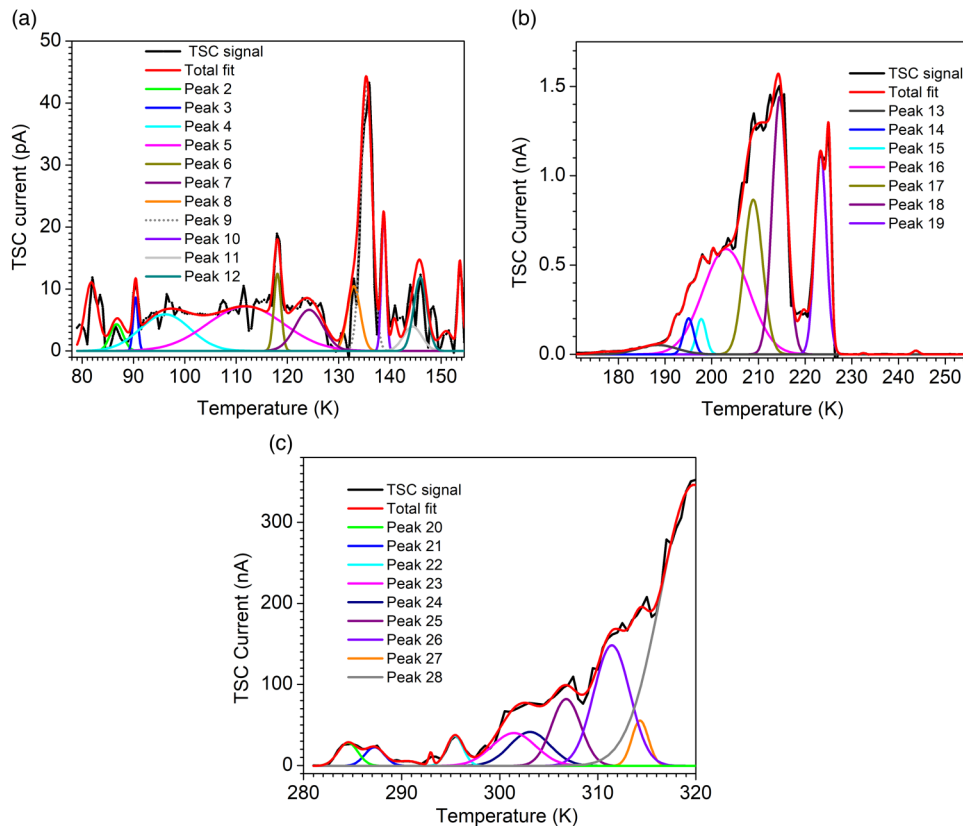 (a)
50
40
30
20
10
0
TSC current (pA)
TSC signal
Total fit
Peak 2
Peak 3
Peak 4
Peak 5
Peak 6
Peak 7
Peak 8
Peak 9
Peak 10
Peak 11
Peak 12
80 90 100 110 120 130 140 150
Temperature (K)
(b)
1.5
1.0
0.5
0.0
TSC Current (nA)
TSC signal
Total fit
Peak 13
Peak 14
Peak 15
Peak 16
Peak 17
Peak 18
Peak 19
180 190 200 210 220 230 240 250
Temperature (K)
(c)
300
200
100
0
TSC Current (nA)
TSC signal
Total fit
Peak 20
Peak 21
Peak 22
Peak 23
Peak 24
Peak 25
Peak 26
Peak 27
Peak 28
280 290 300 310 320
Temperature (K)